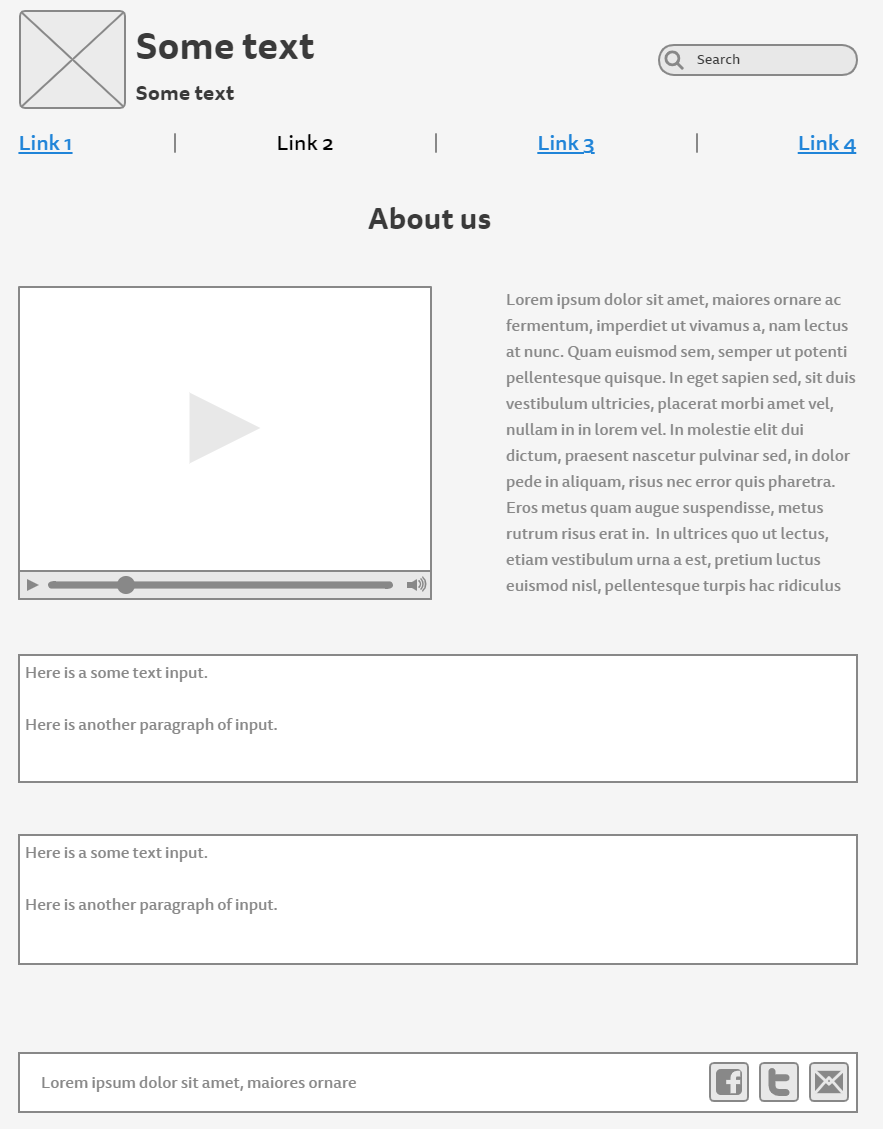 Some text
Some text
Search
Link 1 | Link 2 | Link 3 | Link 4
About us
Lorem ipsum dolor sit amet, maiores ornare ac
fermentum, imperdiet ut vivamus a, nam lectus
at nunc. Quam euismod sem, semper ut potenti
pellentesque quisque. In eget sapien sed, sit duis
vestibulum ultricies, placerat morbi amet vel,
nullam in in lorem vel. In molestie elit dui
dictum, praesent nascetur pulvinar sed, in dolor
pede in aliquam, risus nec error quis pharetra.
Eros metus quam augue suspendisse, metus
rutrum risus erat in.  In ultrices quo ut lectus,
etiam vestibulum urna a est, pretium luctus
euismod nisl, pellentesque turpis hac ridiculus
Here is a some text input.
Here is another paragraph of input.
Here is a some text input.
Here is another paragraph of input.
Lorem ipsum dolor sit amet, maiores ornare